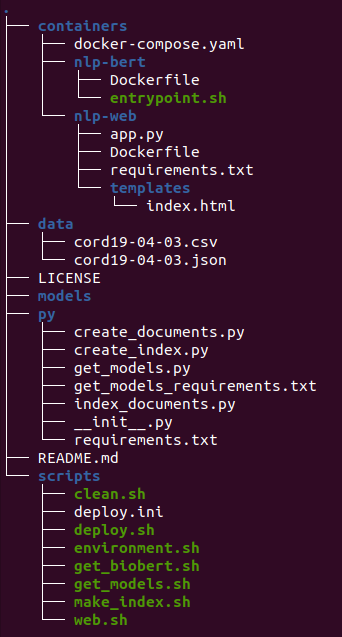 .
├── containers
│   ├── docker-compose.yaml
│   ├── nlp-bert
│   │   ├── Dockerfile
│   │   └── entrypoint.sh
│   └── nlp-web
│       ├── app.py
│       ├── Dockerfile
│       ├── requirements.txt
│       └── templates
│           └── index.html
├── data
│   ├── cord19-04-03.csv
│   └── cord19-04-03.json
├── LICENSE
├── models
├── py
│   ├── create_documents.py
│   ├── create_index.py
│   ├── get_models.py
│   ├── get_models_requirements.txt
│   ├── index_documents.py
│   ├── __init__.py
│   └── requirements.txt
├── README.md
└── scripts
    ├── clean.sh
    ├── deploy.ini
    ├── deploy.sh
    ├── environment.sh
    ├── get_biobert.sh
    ├── get_models.sh
    ├── make_index.sh
    └── web.sh